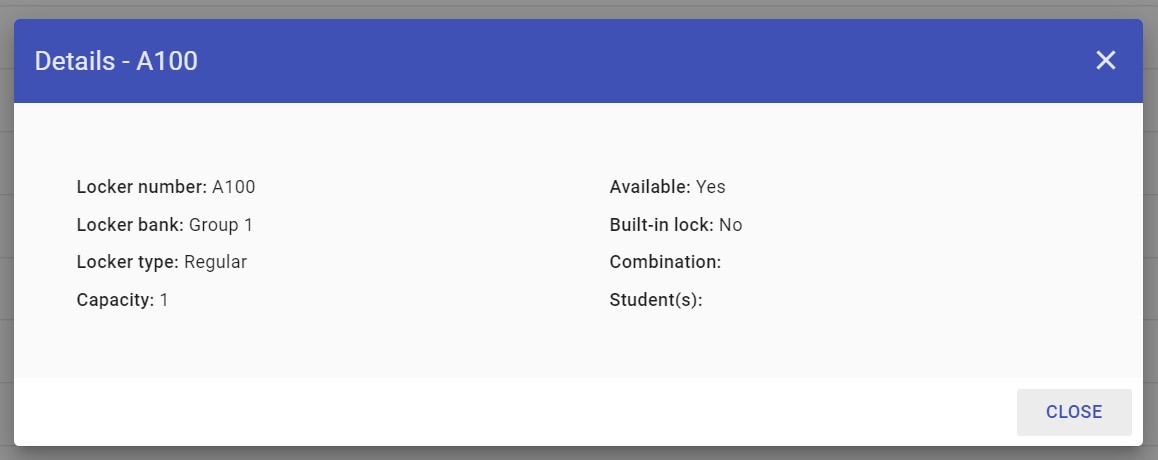 Details - A100
Locker number: A100
Locker bank: Group 1
Locker type: Regular
Capacity: 1
Available: Yes
Built-in lock: No
Combination:
Student(s):
CLOSE